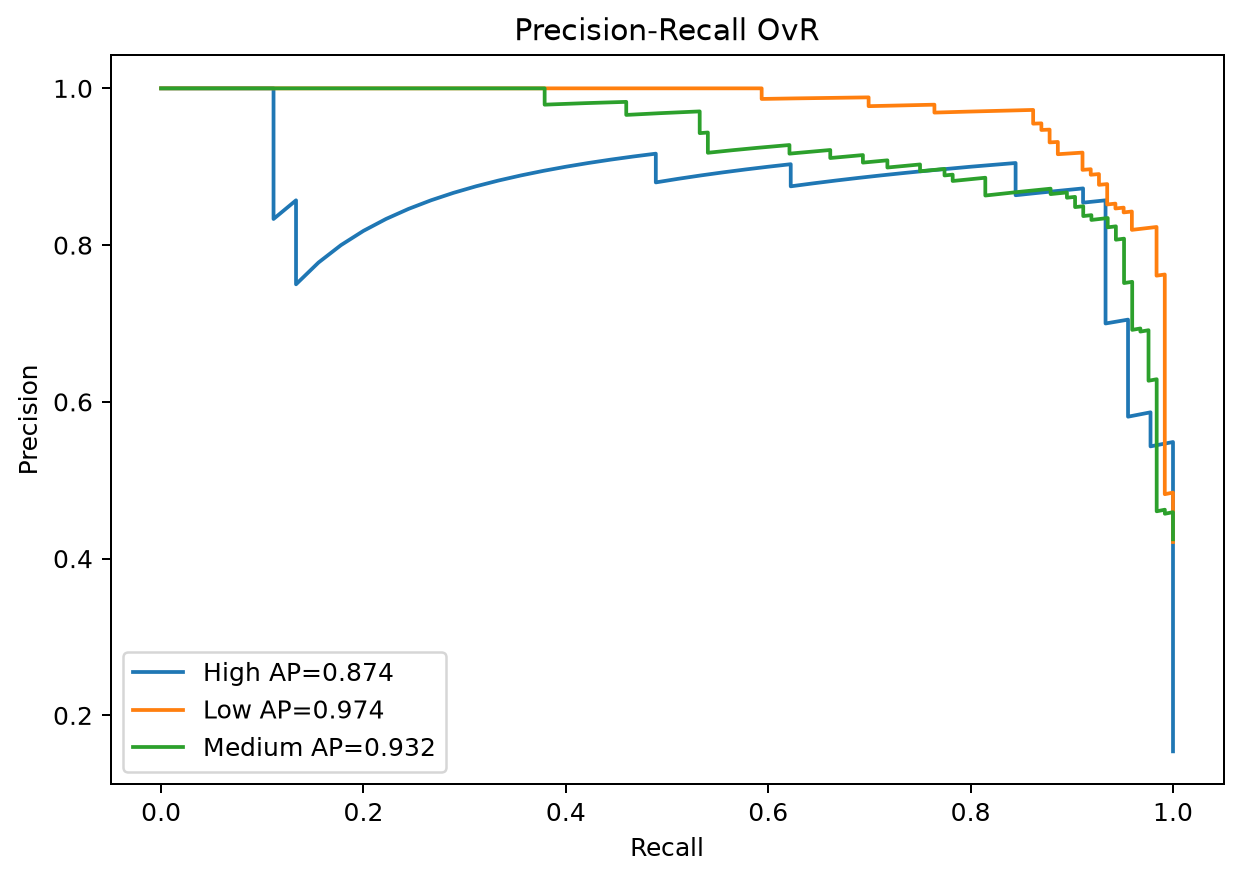 Precision-Recall OvR
1.0
0.8
0.6
0.4
0.2
Precision
High AP=0.874
Low AP=0.974
Medium AP=0.932
0.0 0.2 0.4 0.6 0.8 1.0
Recall